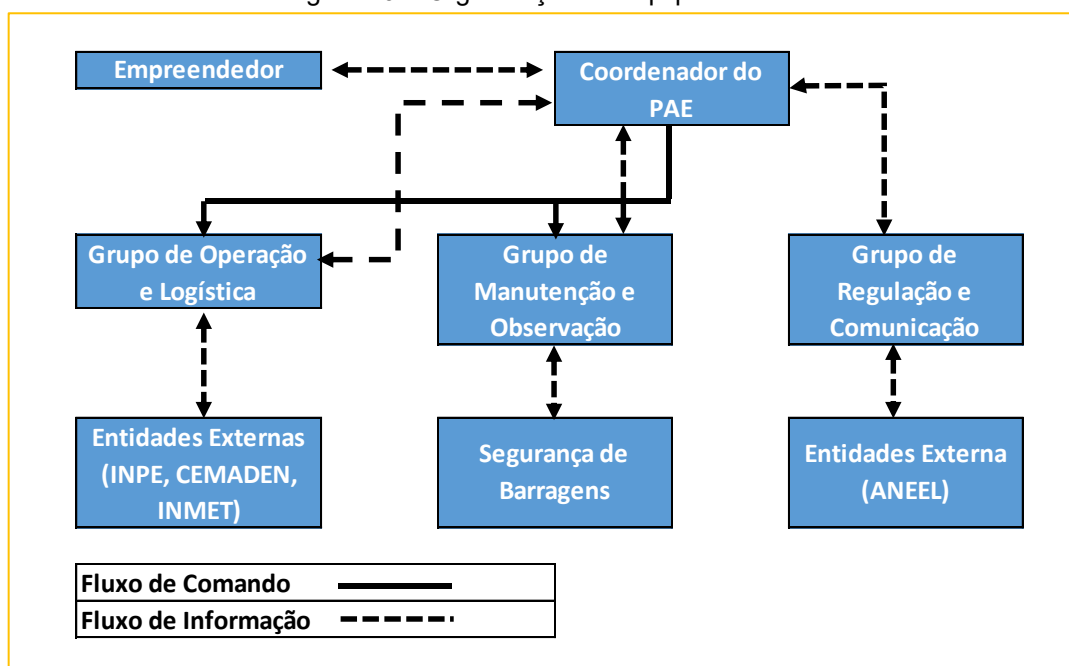 Empreendedor
Coordenador do
PAE
Grupo de Operação
e Logística
Grupo de
Manutenção e
Observação
Grupo de
Regulação e
Comunicação
Entidades Externas
(INPE, CEMADEN,
INMET)
Segurança de
Barragens
Entidades Externa
(ANEEL)
Fluxo de Comando
Fluxo de Informação